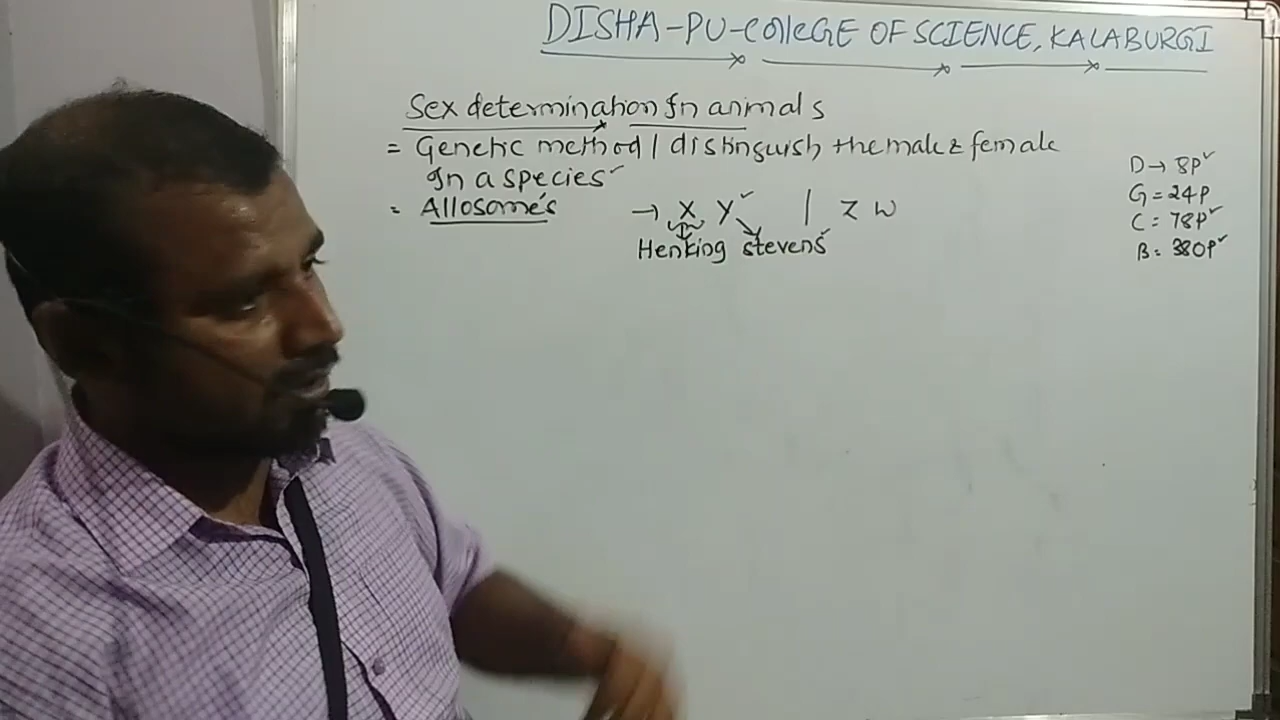 DISHA-PU-COllEGE OF SCIENCE, KALABURGI
Sex determination In animals
= Genetic method / distinguish the male & female
In a species
= Allosome's → X, Y | Z W
Henking stevens
D → 8P
G = 24P
C = 78P
B = 380P